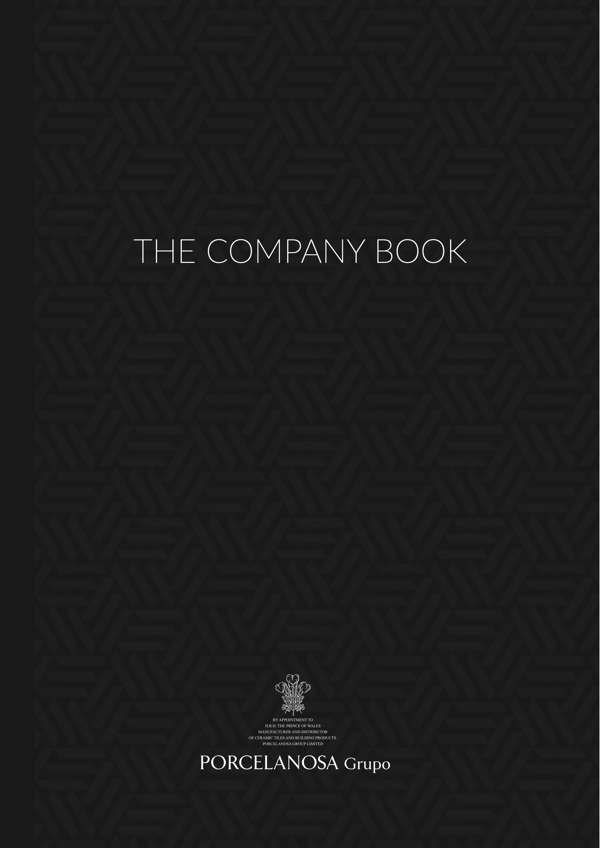 THE COMPANY BOOK
BY APPOINTMENT TO
H.R.H. THE PRINCE OF WALES
MANUFACTURER AND DISTRIBUTOR
OF CERAMIC TILES AND BUILDING PRODUCTS
PORCELANOSA GROUP LIMITED
PORCELANOSA Grupo